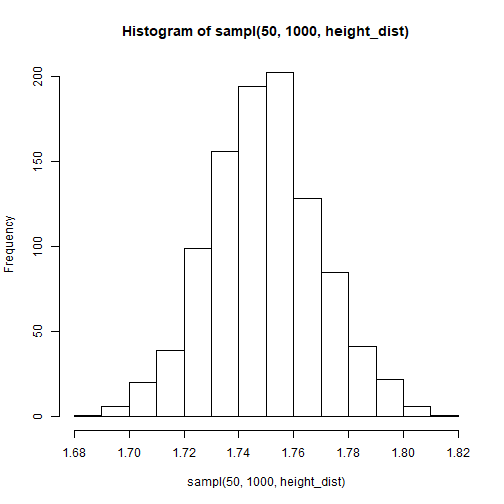 Histogram of sampl(50, 1000, height_dist)
Frequency
200
150
100
50
0
1.68 1.70 1.72 1.74 1.76 1.78 1.80 1.82
sampl(50, 1000, height_dist)